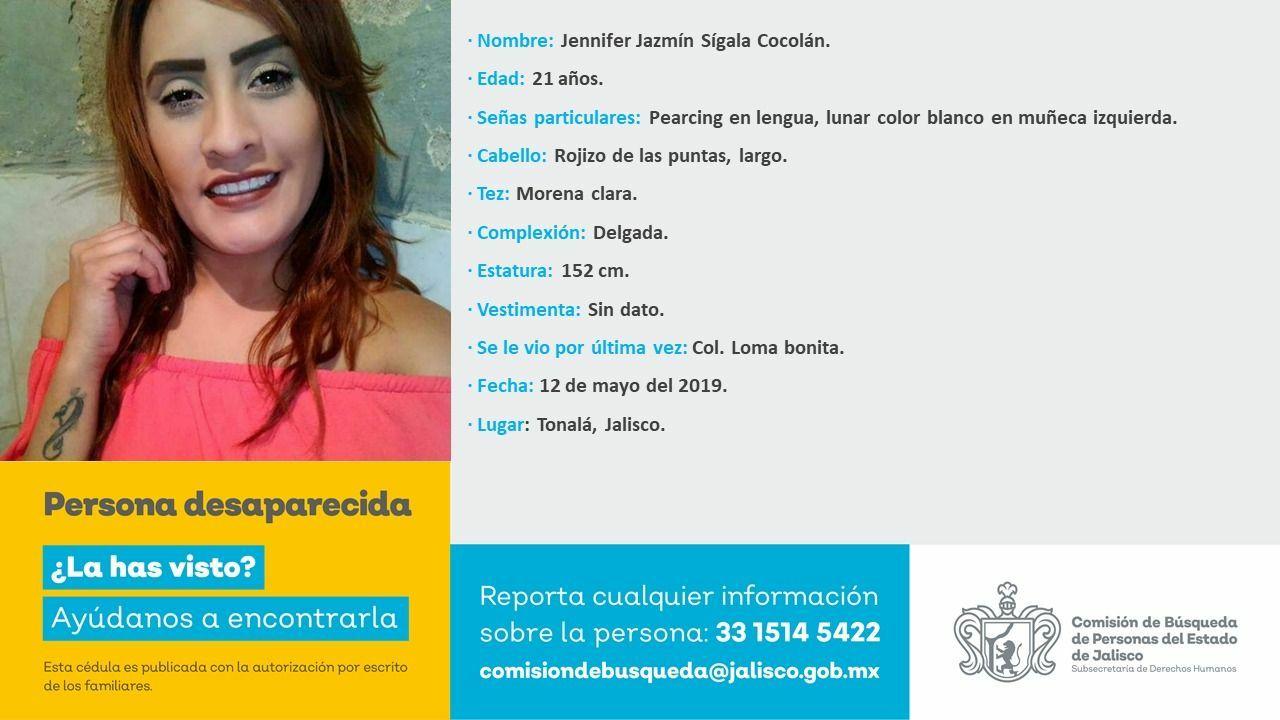 · Nombre: Jennifer Jazmín Sígala Cocolán.
· Edad: 21 años.
· Señas particulares: Pearcing en lengua, lunar color blanco en muñeca izquierda.
· Cabello: Rojizo de las puntas, largo.
· Tez: Morena clara.
· Complexión: Delgada.
· Estatura: 152 cm.
· Vestimenta: Sin dato.
· Se le vio por última vez: Col. Loma bonita.
· Fecha: 12 de mayo del 2019.
· Lugar: Tonalá, Jalisco.
Persona desaparecida
¿La has visto?
Ayúdanos a encontrarla
Esta cédula es publicada con la autorización por escrito
de los familiares.
Reporta cualquier información
sobre la persona: 33 1514 5422
comisiondebusqueda@jalisco.gob.mx
Comisión de Búsqueda
de Personas del Estado
de Jalisco
Subsecretaría de Derechos Humanos